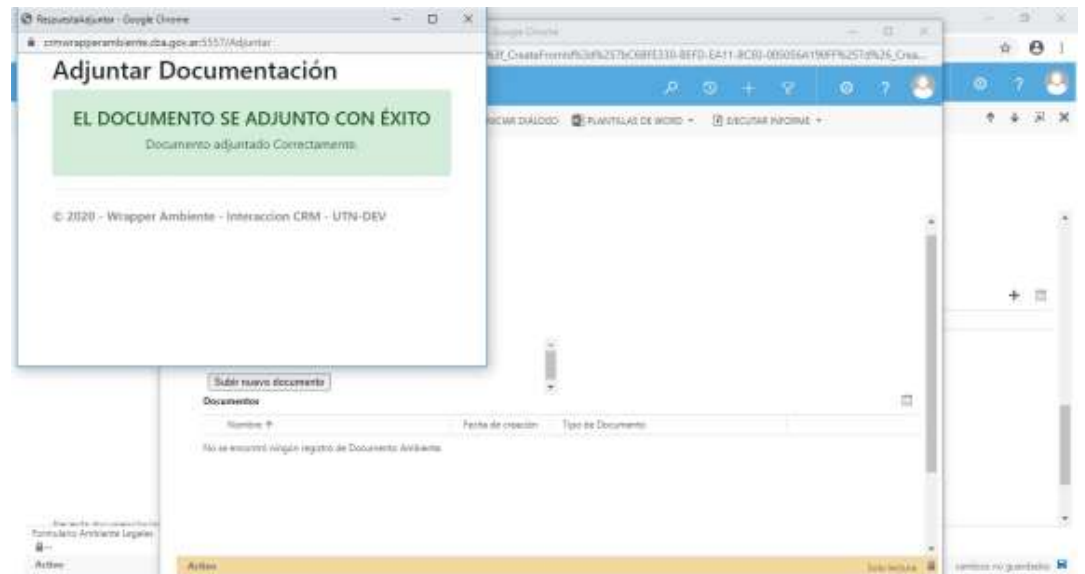 RespuestaAdjuntar - Google Chrome
crmwrapperambiente.cba.gov.ar:5557/Adjuntar
Adjuntar Documentación
EL DOCUMENTO SE ADJUNTO CON ÉXITO
Documento adjuntado Correctamente.
© 2020 - Wrapper Ambiente - Interaccion CRM - UTN-DEV
Google Chrome
DIÁLOGO PLANTILLAS DE WORD EJECUTAR INFORME
Subir nuevo documento
Documentos
Nombre ↑ Fecha de creación Tipo de Documento
No se encontró ningún registro de Documento Ambiente.
Formulario Ambiente Legales
Activo
Activo
Solo lectura
cambios no guardados